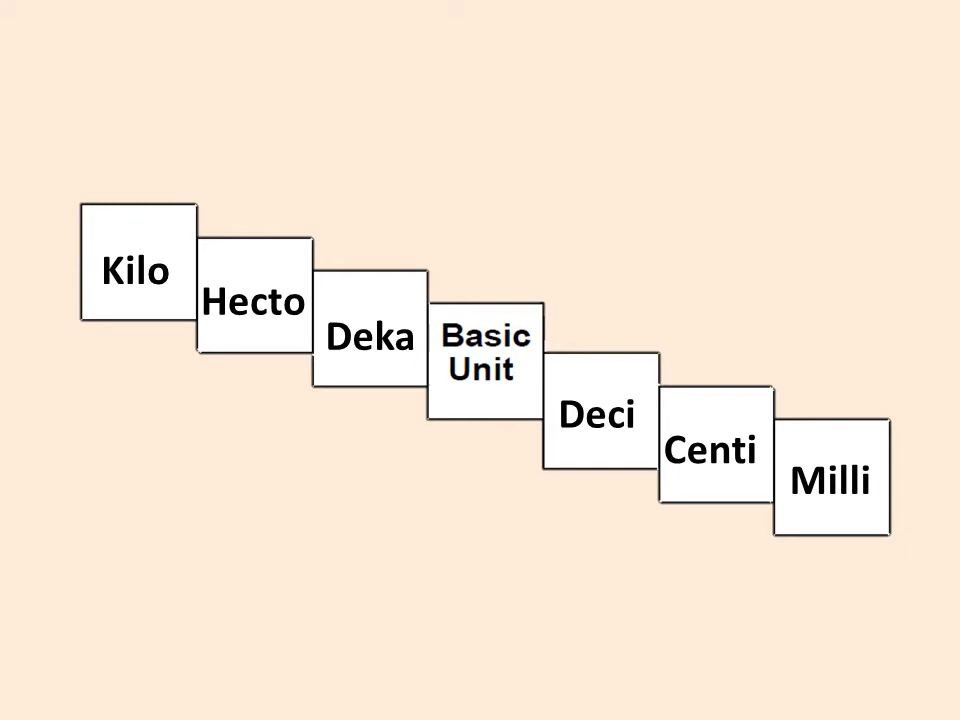 Kilo
Hecto
Deka
Basic
Unit
Deci
Centi
Milli